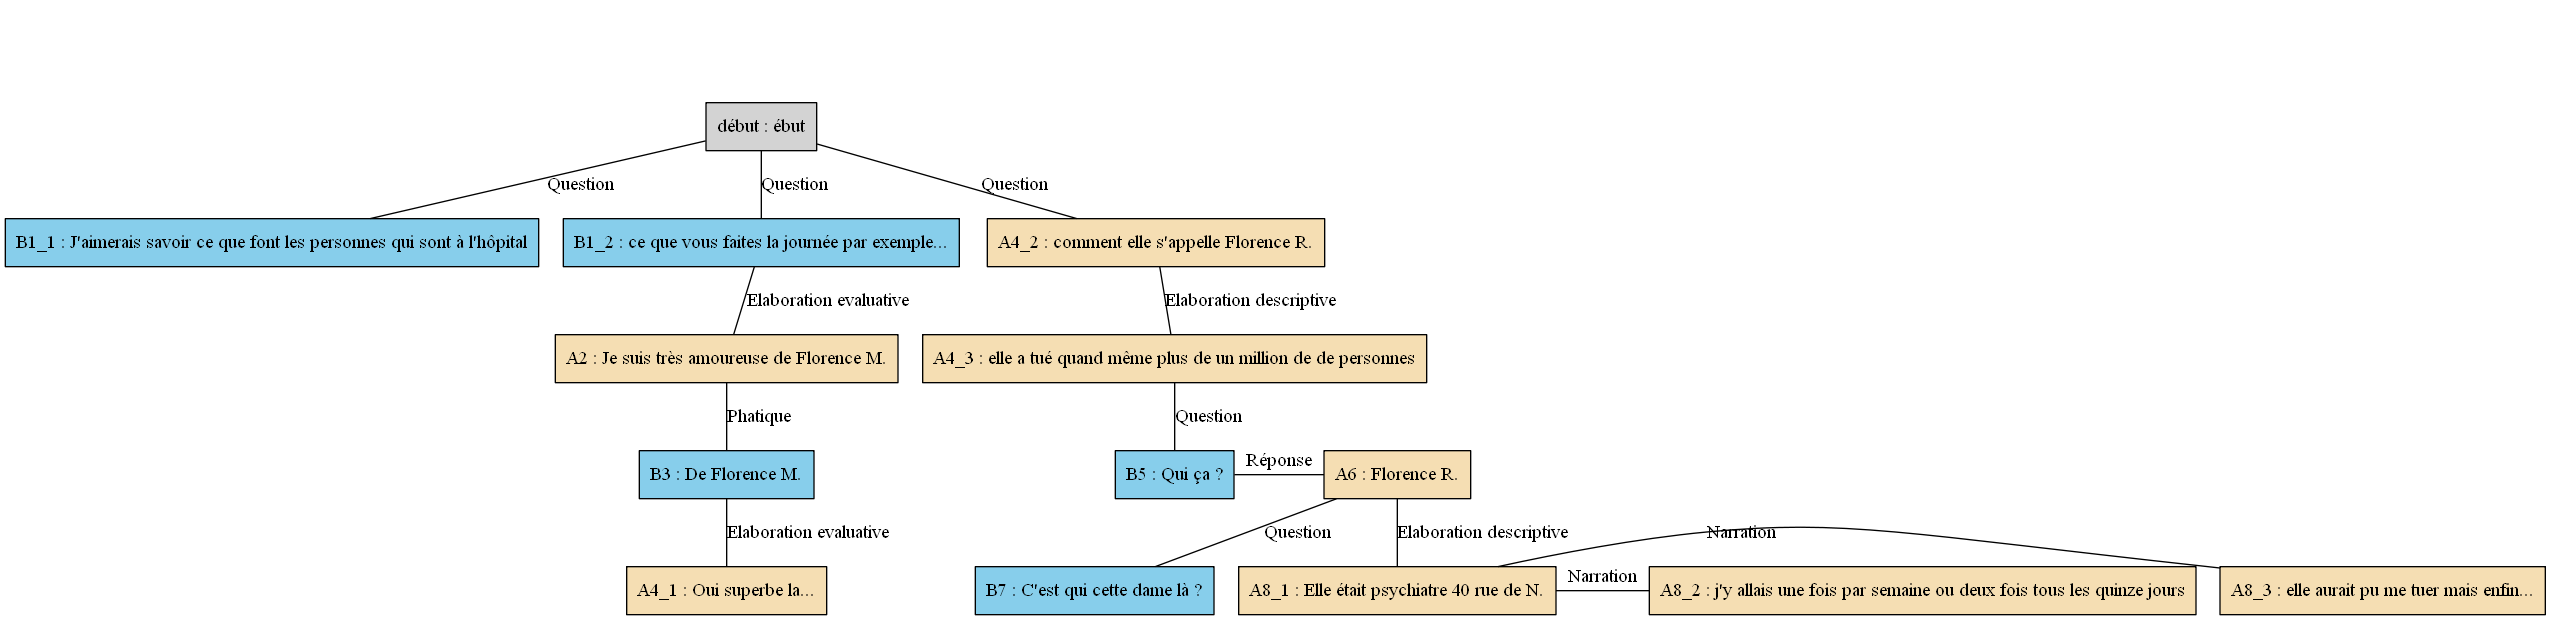 début : ébut
Question
Question
Question
B1_1 : J'aimerais savoir ce que font les personnes qui sont à l'hôpital
B1_2 : ce que vous faites la journée par exemple...
A4_2 : comment elle s'appelle Florence R.
Elaboration evaluative
Elaboration descriptive
A2 : Je suis très amoureuse de Florence M.
A4_3 : elle a tué quand même plus de un million de de personnes
Phatique
Question
B3 : De Florence M.
B5 : Qui ça ?
Réponse
A6 : Florence R.
Elaboration evaluative
Question
Elaboration descriptive
Narration
A4_1 : Oui superbe la...
B7 : C'est qui cette dame là ?
A8_1 : Elle était psychiatre 40 rue de N.
Narration
A8_2 : j'y allais une fois par semaine ou deux fois tous les quinze jours
A8_3 : elle aurait pu me tuer mais enfin...